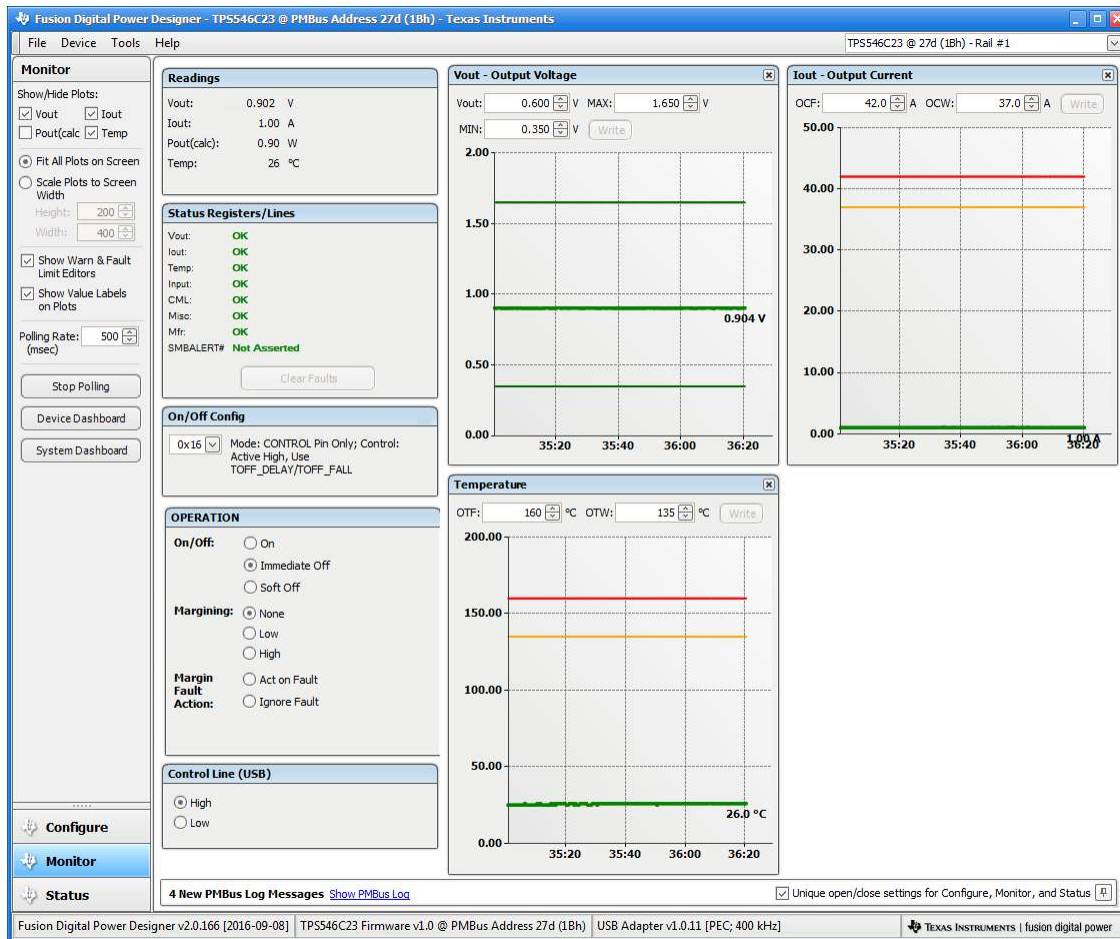 Fusion Digital Power Designer - TPS546C23 @ PMBus Address 27d (1Bh) - Texas Instruments
File Device Tools Help
TPS546C23 @ 27d (1Bh) - Rail #1
Monitor
Show/Hide Plots:
Vout Iout
Pout(calc Temp
Fit All Plots on Screen
Scale Plots to Screen
Width
Height: 200
Width: 400
Show Warn & Fault
Limit Editors
Show Value Labels
on Plots
Polling Rate: 500
(msec)
Stop Polling
Device Dashboard
System Dashboard
Configure
Monitor
Status
Readings
Vout: 0.902 V
Iout: 1.00 A
Pout(calc): 0.90 W
Temp: 26 °C
Status Registers/Lines
Vout: OK
Iout: OK
Temp: OK
Input: OK
CML: OK
Misc: OK
Mfr: OK
SMBALERT# Not Asserted
Clear Faults
On/Off Config
0x16 Mode: CONTROL Pin Only; Control:
Active High, Use
TOFF_DELAY/TOFF_FALL
OPERATION
On/Off: On
Immediate Off
Soft Off
Margining: None
Low
High
Margin
Fault
Action:
Act on Fault
Ignore Fault
Control Line (USB)
High
Low
Vout - Output Voltage
Vout: 0.600 V MAX: 1.650 V
MIN: 0.350 V Write
2.00
1.50
1.00
0.904 V
0.50
0.00
35:20 35:40 36:00 36:20
Iout - Output Current
OCF: 42.0 A OCW: 37.0 A Write
50.00
40.00
30.00
20.00
10.00
0.00
1.00 A
35:20 35:40 36:00 36:20
Temperature
OTF: 160 °C OTW: 135 °C Write
200.00
150.00
100.00
50.00
26.0 °C
0.00
35:20 35:40 36:00 36:20
4 New PMBus Log Messages Show PMBus Log
Unique open/close settings for Configure, Monitor, and Status
Fusion Digital Power Designer v2.0.166 [2016-09-08] TPS546C23 Firmware v1.0 @ PMBus Address 27d (1Bh) USB Adapter v1.0.11 [PEC; 400 kHz] TEXAS INSTRUMENTS | fusion digital power